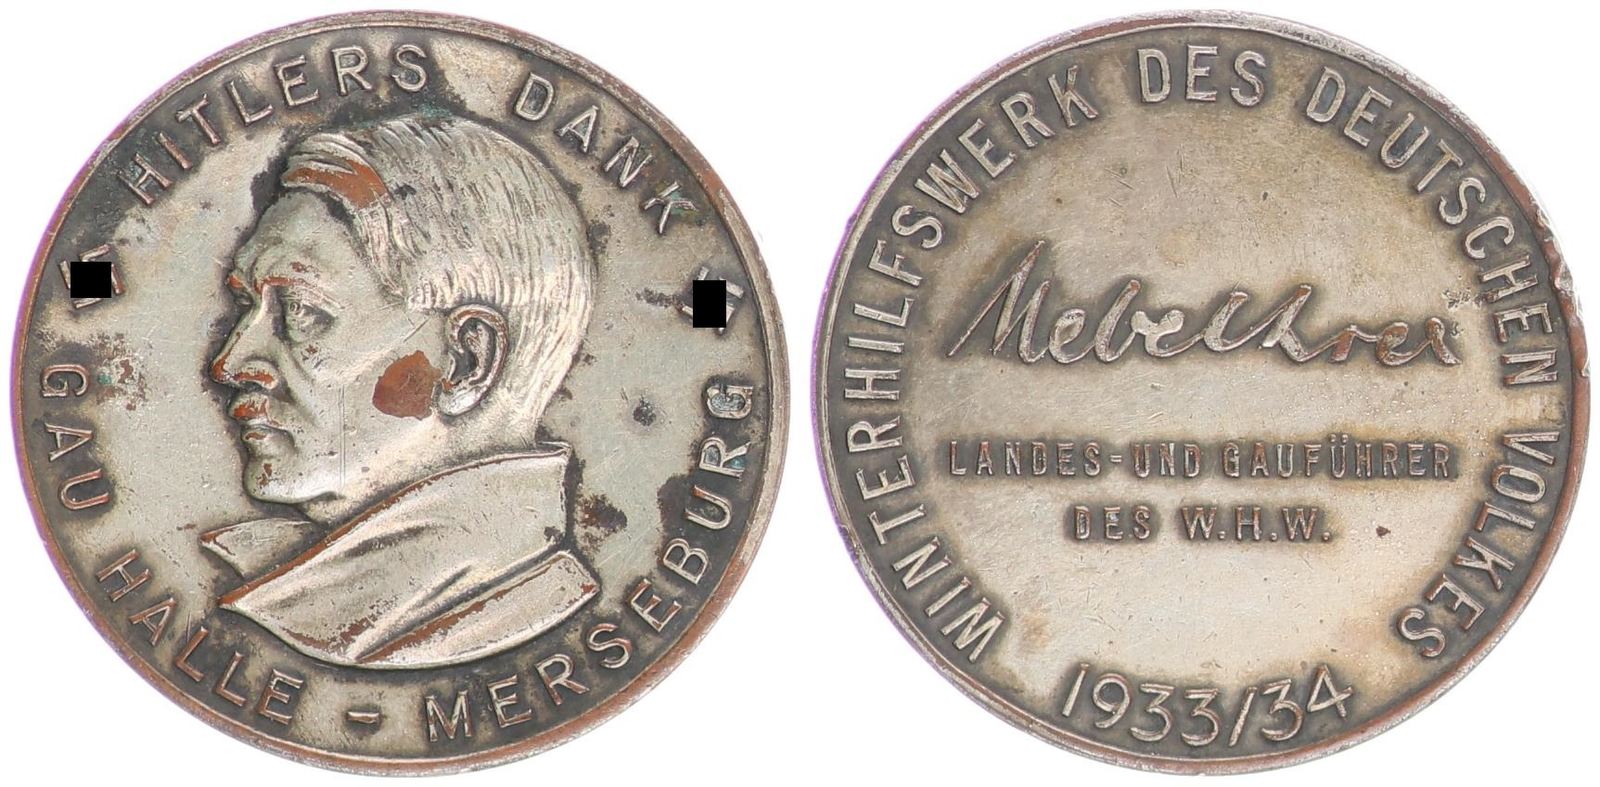 HITLERS DANK
GAU HALLE - MERSEBURG
WINTERHILFSWERK DES DEUTSCHEN VOLKES
LANDES=UND GAUFÜHRER
DES W.H.W.
1933/34